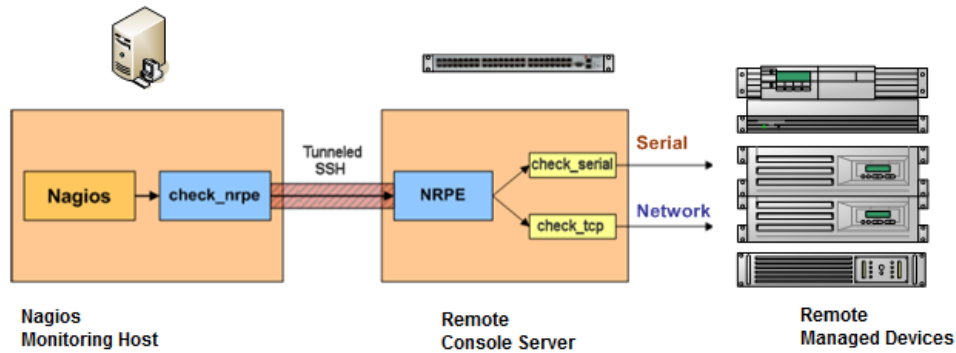 Tunneled
SSH
Nagios
check_nrpe
NRPE
check_serial
check_tcp
Serial
Network
Nagios
Monitoring Host
Remote
Console Server
Remote
Managed Devices